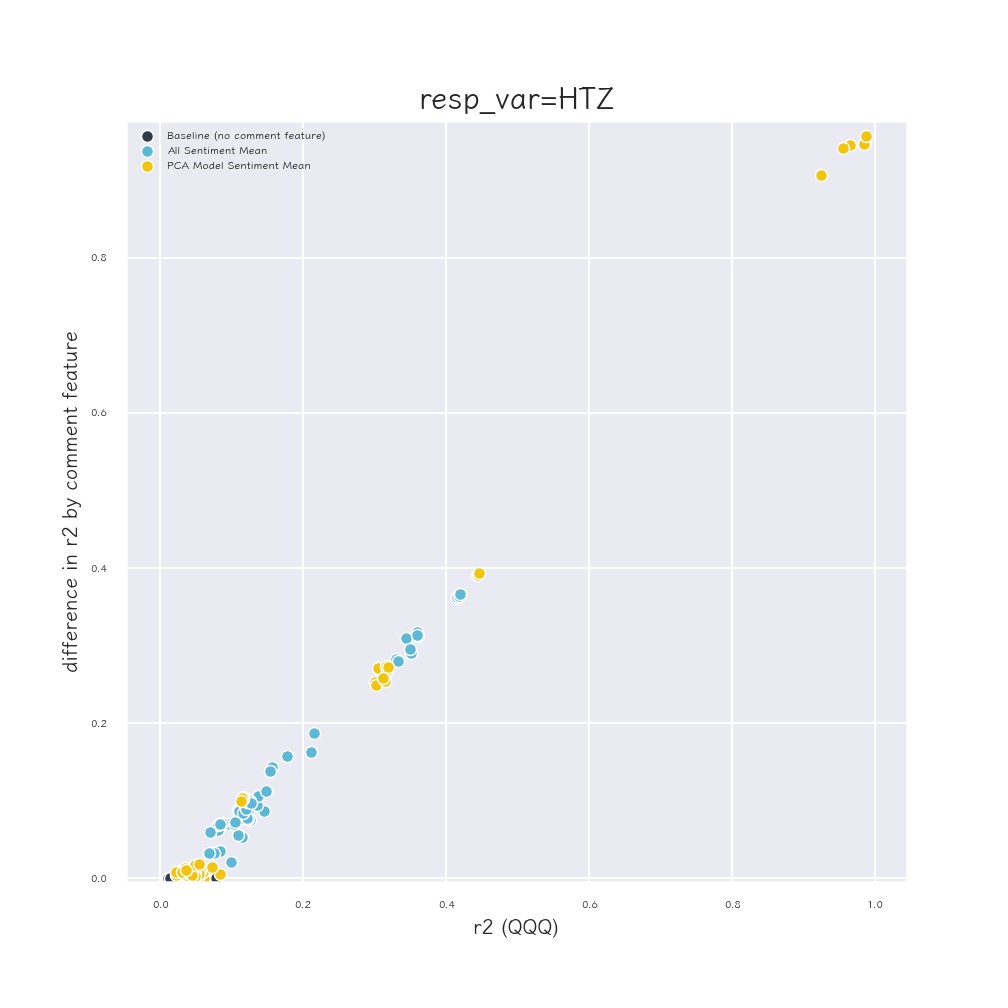 resp_var=HTZ
Baseline (no comment feature)
All Sentiment Mean
PCA Model Sentiment Mean
difference in r2 by comment feature
0.8
0.6
0.4
0.2
0.0
0.0 0.2 0.4 0.6 0.8 1.0
r2 (QQQ)